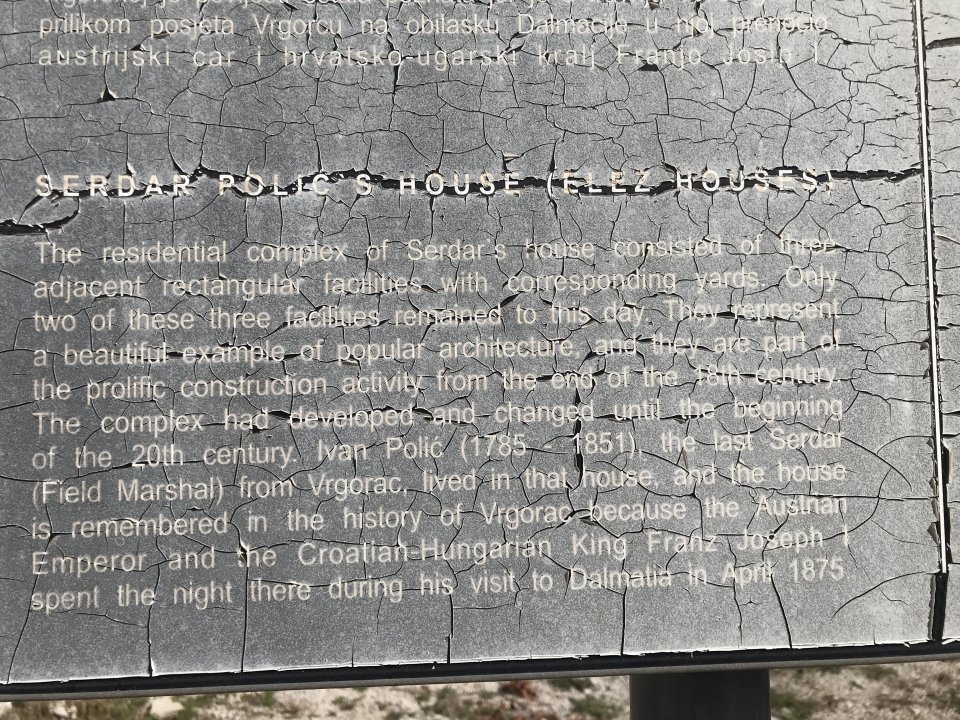 prilikom posjeta Vrgorcu na obilasku Dalmacije u njoj prenoćio
austrijski car i hrvatsko-ugarski kralj Franjo Josip I.
SERDAR POLIĆ`S HOUSE (ELEZ HOUSES)
The residential complex of Serdar`s house consisted of three
adjacent rectangular facilities with corresponding yards. Only
two of these three facilities remained to this day. They represent
a beautiful example of popular architecture, and they are part of
the prolific construction activity from the end of the 18th century.
The complex had developed and changed until the beginning
of the 20th century. Ivan Polić (1785 – 1851), the last Serdar
(Field Marshal) from Vrgorac, lived in that house, and the house
is remembered in the history of Vrgorac because the Austrian
Emperor and the Croatian-Hungarian King Franz Joseph I
spent the night there during his visit to Dalmatia in April 1875